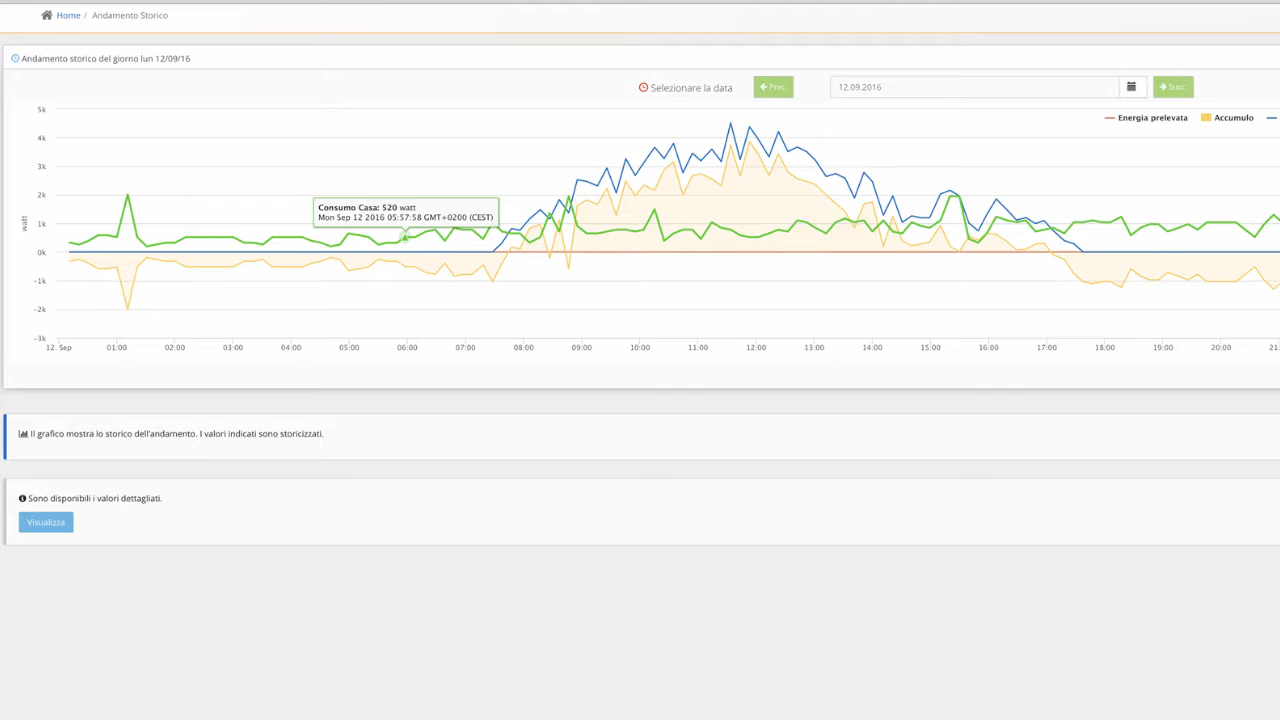 Home / Andamento Storico
Andamento storico del giorno lun 12/09/16
Selezionare la data
Prec.
12.09.2016
Succ.
5k
Energia prelevata
Accumulo
4k
3k
2k
Consumo Casa: 520 watt
Mon Sep 12 2016 05:57:58 GMT+0200 (CEST)
1k
watt
0k
-1k
-2k
-3k
12. Sep 01:00 02:00 03:00 04:00 05:00 06:00 07:00 08:00 09:00 10:00 11:00 12:00 13:00 14:00 15:00 16:00 17:00 18:00 19:00 20:00 21:
Il grafico mostra lo storico dell'andamento. I valori indicati sono storicizzati.
Sono disponibili i valori dettagliati.
Visualizza